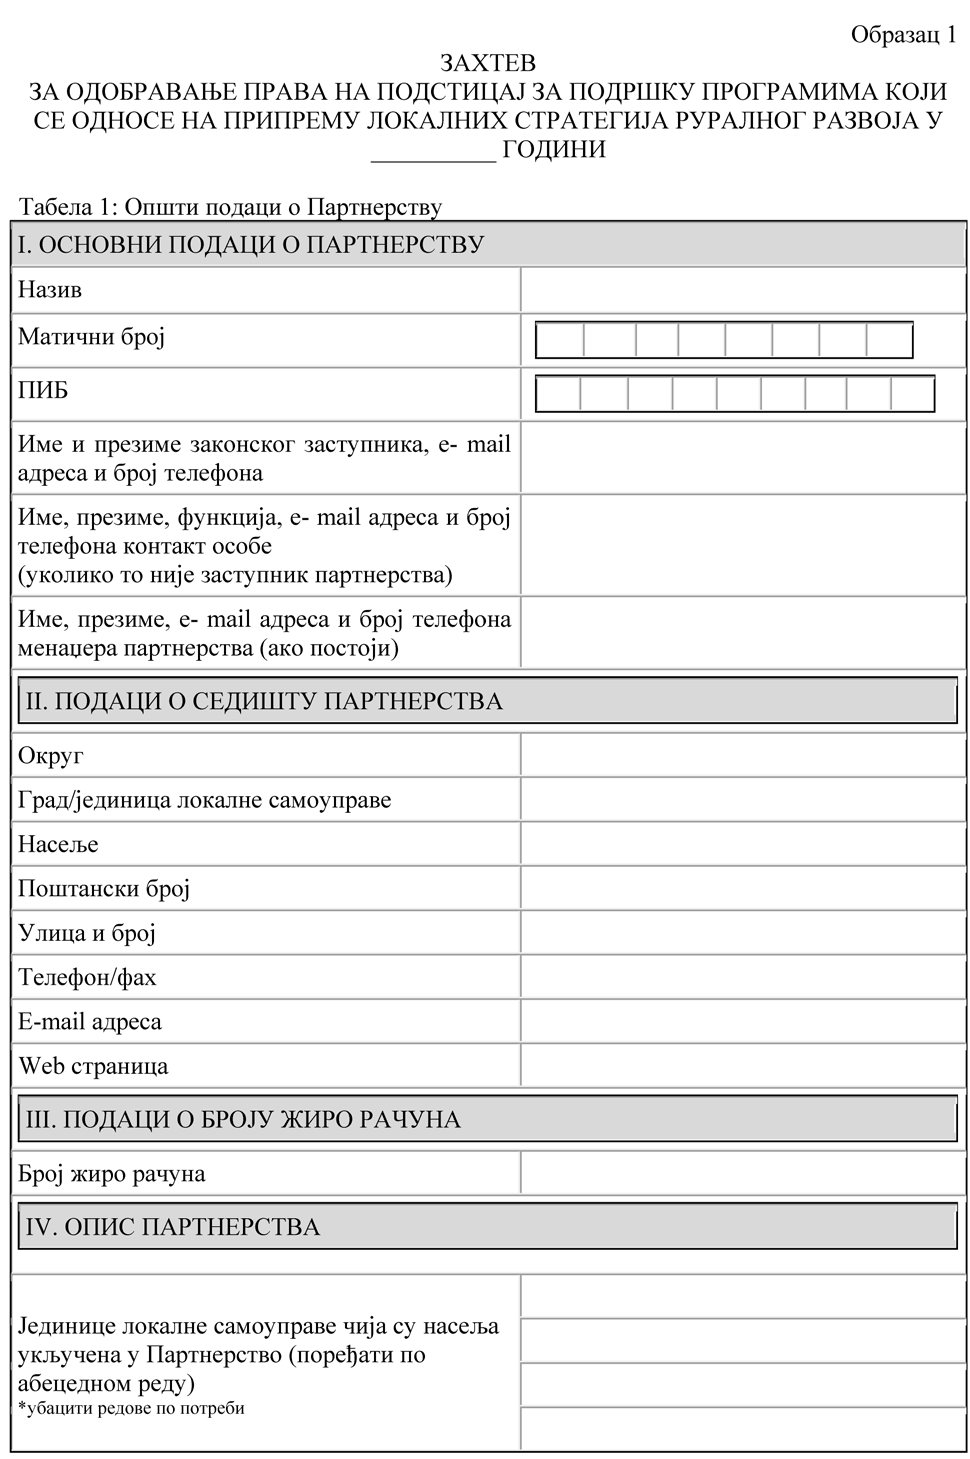 Образац 1
ЗАХТЕВ
ЗА ОДОБРАВАЊЕ ПРАВА НА ПОДСТИЦАЈ ЗА ПОДРШКУ ПРОГРАМИМА КОЈИ
СЕ ОДНОСЕ НА ПРИПРЕМУ ЛОКАЛНИХ СТРАТЕГИЈА РУРАЛНОГ РАЗВОЈА У
__________ ГОДИНИ
Табела 1: Општи подаци о Партнерству
I. ОСНОВНИ ПОДАЦИ О ПАРТНЕРСТВУ
Назив
Матични број
ПИБ
Име и презиме законског заступника, e- mail
адреса и број телефона
Име, презиме, функција, e- mail адреса и број
телефона контакт особе
(уколико то није заступник партнерства)
Име, презиме, e- mail адреса и број телефона
менаџера партнерства (ако постоји)
II. ПОДАЦИ О СЕДИШТУ ПАРТНЕРСТВА
Округ
Град/јединица локалне самоуправе
Насеље
Поштански број
Улица и број
Телефон/фах
E-mail адреса
Web страница
III. ПОДАЦИ О БРОЈУ ЖИРО РАЧУНА
Број жиро рачуна
IV. ОПИС ПАРТНЕРСТВА
Јединице локалне самоуправе чија су насеља
укључена у Партнерство (поређати по
абецедном реду)
*убацити редове по потреби